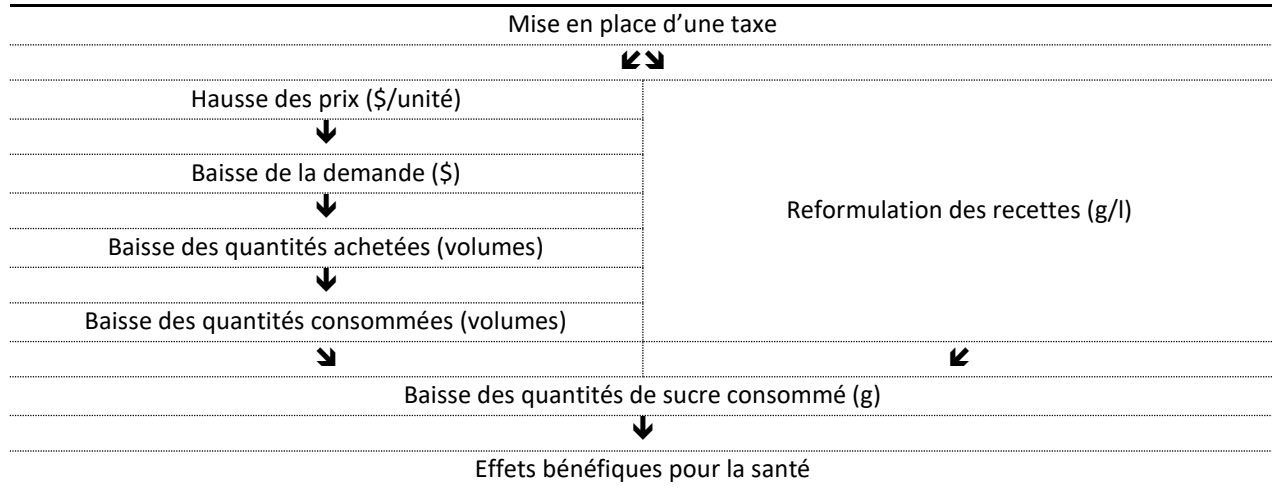 Mise en place d’une taxe
🡿🡾
Hausse des prix ($/unité)
🡻
Baisse de la demande ($)
🡻
Reformulation des recettes (g/l)
Baisse des quantités achetées (volumes)
🡻
Baisse des quantités consommées (volumes)
🡾 🡿
Baisse des quantités de sucre consommé (g)
🡻
Effets bénéfiques pour la santé